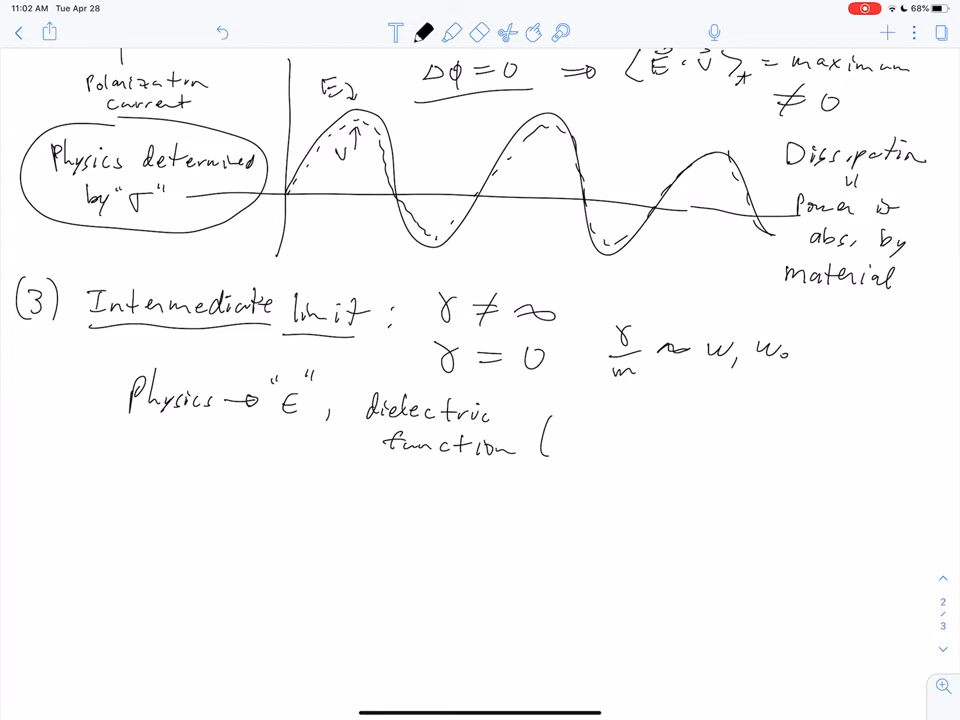 11:02 AM Tue Apr 28
68%
T
Polarization
current
E
Δφ = 0 ⇒ ⟨E⃗ · v⃗⟩t = maximum
≠ 0
v
Physics determined
by "σ"
Dissipation
Power is
abs, by
material
(3) Intermediate limit : γ ≠ ∞
γ = 0 γ/m ~ ω, ω₀
Physics → "ε" , dielectric
function (
2
3